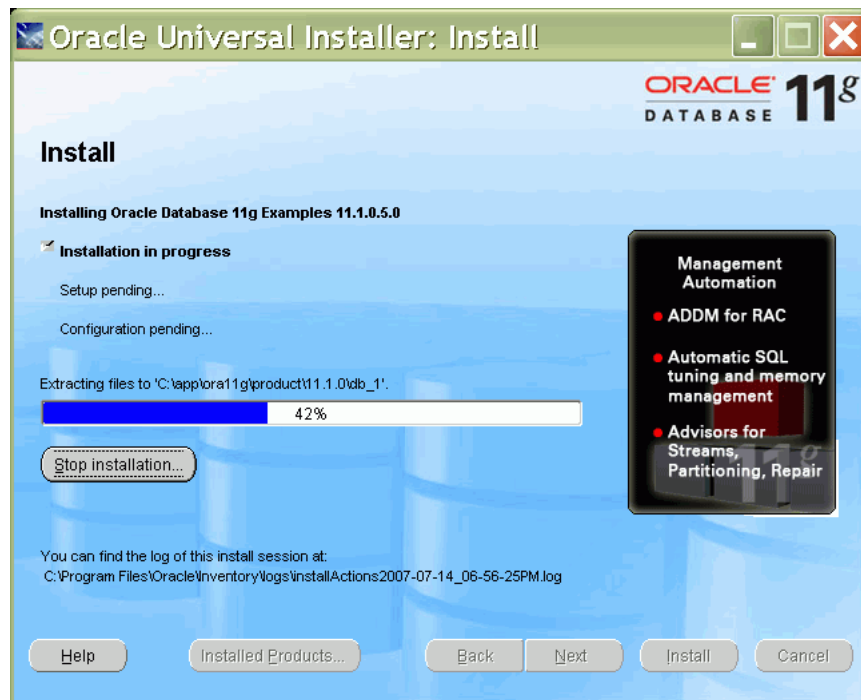 Oracle Universal Installer: Install
ORACLE
DATABASE 11g
Install
Installing Oracle Database 11g Examples 11.1.0.5.0
Installation in progress
Setup pending...
Configuration pending...
Extracting files to 'C:\app\ora11g\product\11.1.0\db_1'.
42%
Stop installation...
Management
Automation
ADDM for RAC
Automatic SQL
tuning and memory
management
Advisors for
Streams,
Partitioning, Repair
11g
You can find the log of this install session at:
C:\Program Files\Oracle\Inventory\logs\installActions2007-07-14_06-56-25PM.log
Help
Installed Products...
Back
Next
Install
Cancel